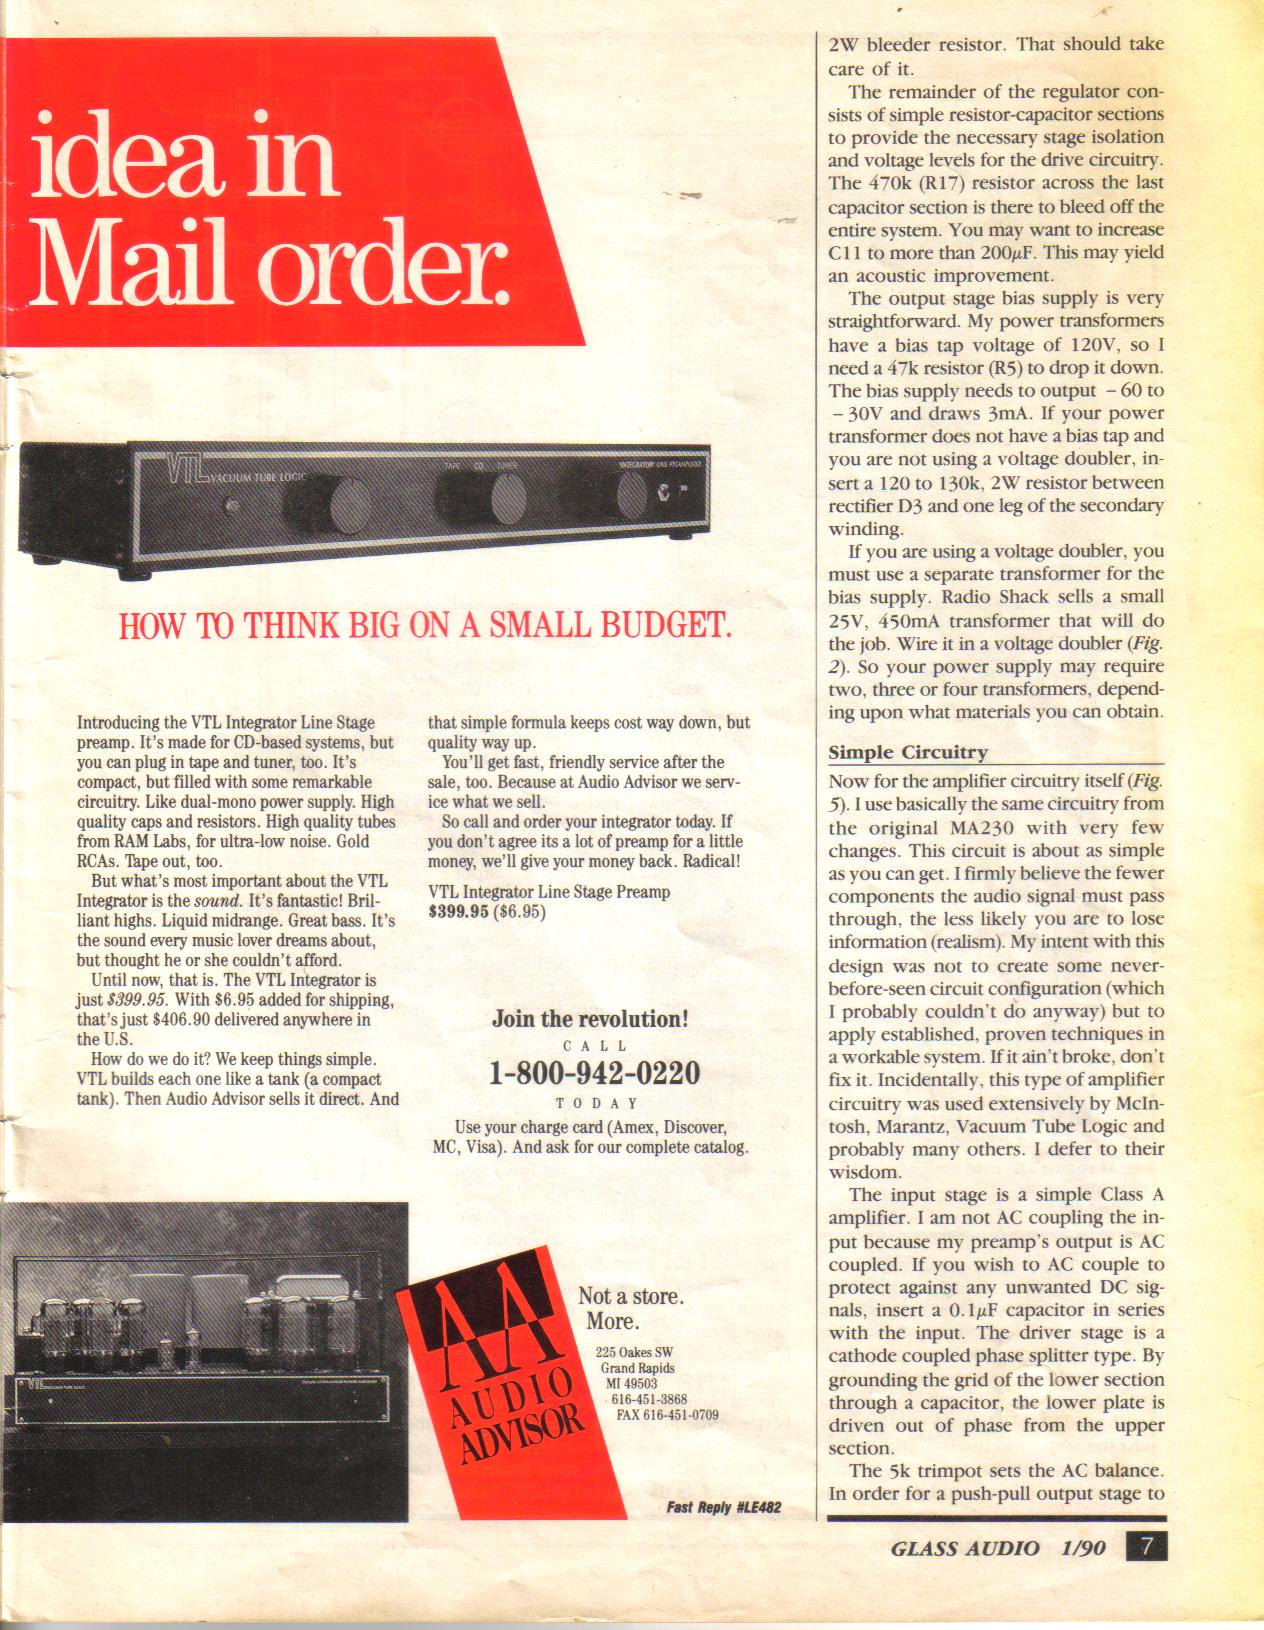 idea in
Mail order.
VTL VACUUM TUBE LOGIC
TAPE CD TUNER
'INTEGRATOR' ONE PREAMPLIFIER
HOW TO THINK BIG ON A SMALL BUDGET.
Introducing the VTL Integrator Line Stage
preamp. It's made for CD-based systems, but
you can plug in tape and tuner, too. It's
compact, but filled with some remarkable
circuitry. Like dual-mono power supply. High
quality caps and resistors. High quality tubes
from RAM Labs, for ultra-low noise. Gold
RCAs. Tape out, too.
But what's most important about the VTL
Integrator is the sound. It's fantastic! Bril-
liant highs. Liquid midrange. Great bass. It's
the sound every music lover dreams about,
but thought he or she couldn't afford.
Until now, that is. The VTL Integrator is
just $399.95. With $6.95 added for shipping,
that's just $406.90 delivered anywhere in
the U.S.
How do we do it? We keep things simple.
VTL builds each one like a tank (a compact
tank). Then Audio Advisor sells it direct. And
that simple formula keeps cost way down, but
quality way up.
You'll get fast, friendly service after the
sale, too. Because at Audio Advisor we serv-
ice what we sell.
So call and order your integrator today. If
you don't agree its a lot of preamp for a little
money, we'll give your money back. Radical!
VTL Integrator Line Stage Preamp
$399.95 ($6.95)
Join the revolution!
CALL
1-800-942-0220
TODAY
Use your charge card (Amex, Discover,
MC, Visa). And ask for our complete catalog.
VTL VACUUM TUBE LOGIC
AA
AUDIO
ADVISOR
Not a store.
More.
225 Oakes SW
Grand Rapids
MI 49503
616-451-3868
FAX 616-451-0709
Fast Reply #LE482
2W bleeder resistor. That should take
care of it.
The remainder of the regulator con-
sists of simple resistor-capacitor sections
to provide the necessary stage isolation
and voltage levels for the drive circuitry.
The 470k (R17) resistor across the last
capacitor section is there to bleed off the
entire system. You may want to increase
C11 to more than 200μF. This may yield
an acoustic improvement.
The output stage bias supply is very
straightforward. My power transformers
have a bias tap voltage of 120V, so I
need a 47k resistor (R5) to drop it down.
The bias supply needs to output – 60 to
– 30V and draws 3mA. If your power
transformer does not have a bias tap and
you are not using a voltage doubler, in-
sert a 120 to 130k, 2W resistor between
rectifier D3 and one leg of the secondary
winding.
If you are using a voltage doubler, you
must use a separate transformer for the
bias supply. Radio Shack sells a small
25V, 450mA transformer that will do
the job. Wire it in a voltage doubler (Fig.
2). So your power supply may require
two, three or four transformers, depend-
ing upon what materials you can obtain.
Simple Circuitry
Now for the amplifier circuitry itself (Fig.
5). I use basically the same circuitry from
the original MA230 with very few
changes. This circuit is about as simple
as you can get. I firmly believe the fewer
components the audio signal must pass
through, the less likely you are to lose
information (realism). My intent with this
design was not to create some never-
before-seen circuit configuration (which
I probably couldn't do anyway) but to
apply established, proven techniques in
a workable system. If it ain't broke, don't
fix it. Incidentally, this type of amplifier
circuitry was used extensively by McIn-
tosh, Marantz, Vacuum Tube Logic and
probably many others. I defer to their
wisdom.
The input stage is a simple Class A
amplifier. I am not AC coupling the in-
put because my preamp's output is AC
coupled. If you wish to AC couple to
protect against any unwanted DC sig-
nals, insert a 0.1μF capacitor in series
with the input. The driver stage is a
cathode coupled phase splitter type. By
grounding the grid of the lower section
through a capacitor, the lower plate is
driven out of phase from the upper
section.
The 5k trimpot sets the AC balance.
In order for a push-pull output stage to
GLASS AUDIO 1/90 7